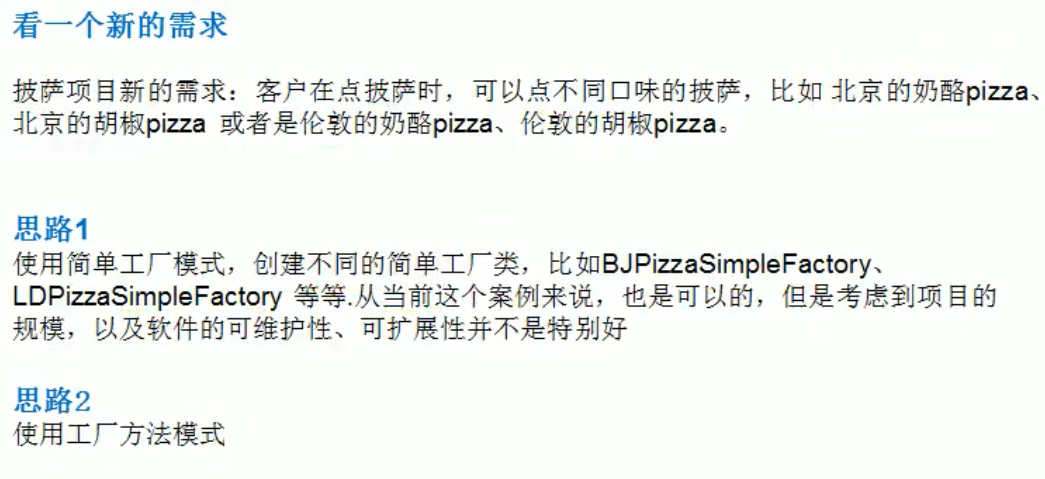 看一个新的需求
披萨项目新的需求：客户在点披萨时，可以点不同口味的披萨，比如 北京的奶酪pizza、
北京的胡椒pizza 或者是伦敦的奶酪pizza、伦敦的胡椒pizza。
思路1
使用简单工厂模式，创建不同的简单工厂类，比如BJPizzaSimpleFactory、
LDPizzaSimpleFactory 等等.从当前这个案例来说，也是可以的，但是考虑到项目的
规模，以及软件的可维护性、可扩展性并不是特别好
思路2
使用工厂方法模式